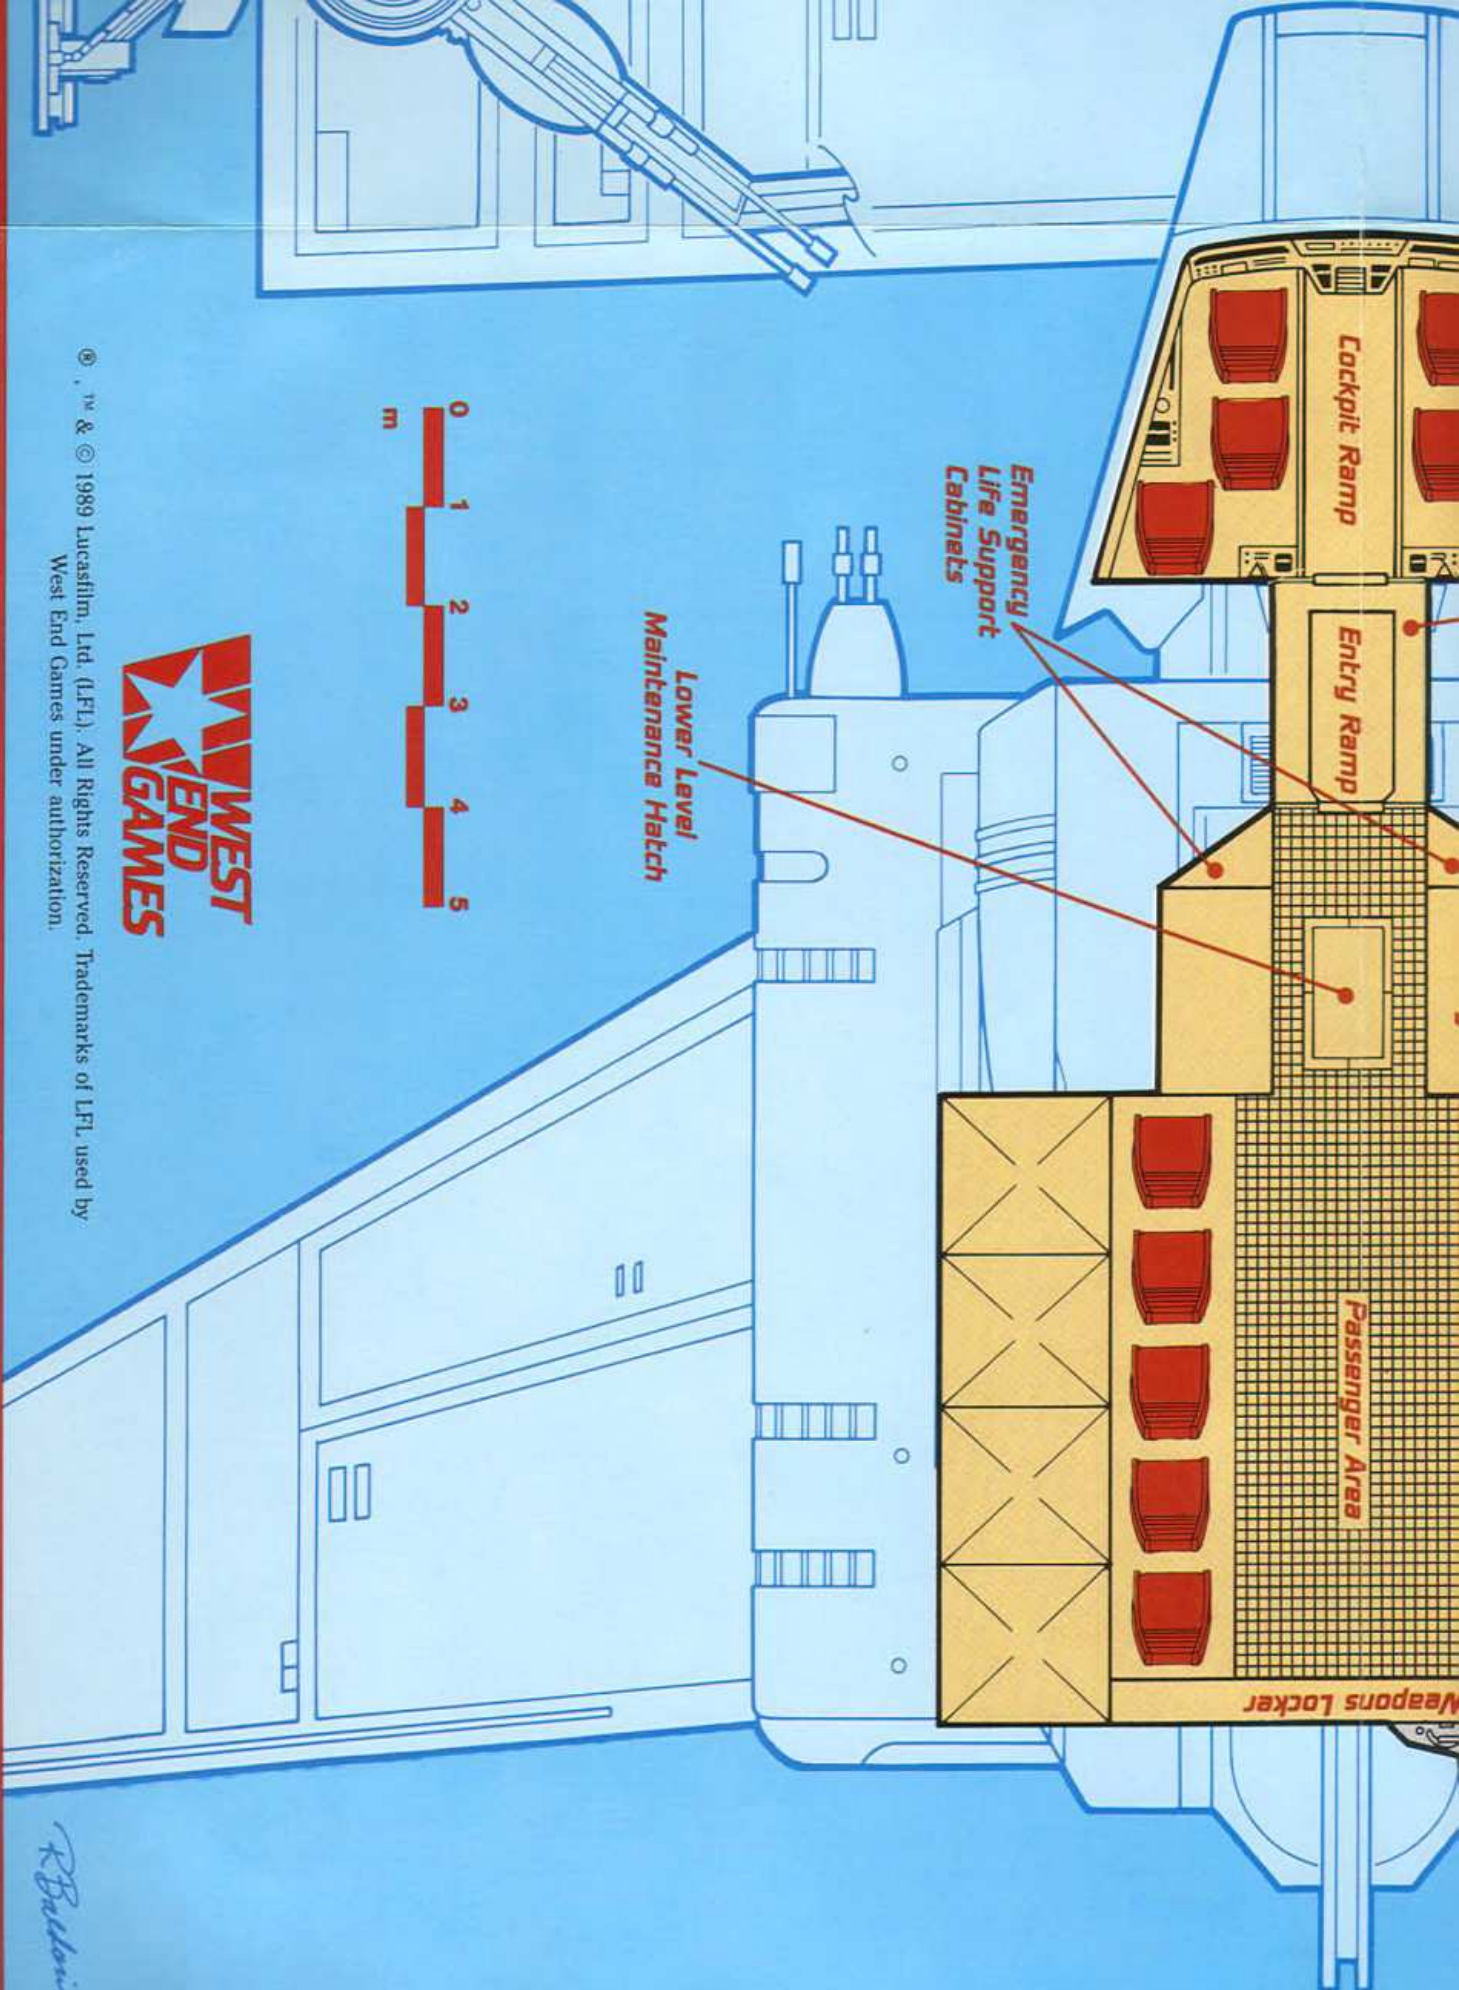 Cockpit Ramp
Entry Ramp
Emergency
Life Support
Cabinets
Lower Level
Maintenance Hatch
Passenger Area
Weapons Locker
0 1 2 3 4 5
m
WEST
END
GAMES
® , ™ & © 1989 Lucasfilm, Ltd. (LFL). All Rights Reserved. Trademarks of LFL used by
West End Games under authorization.
RBaldoni